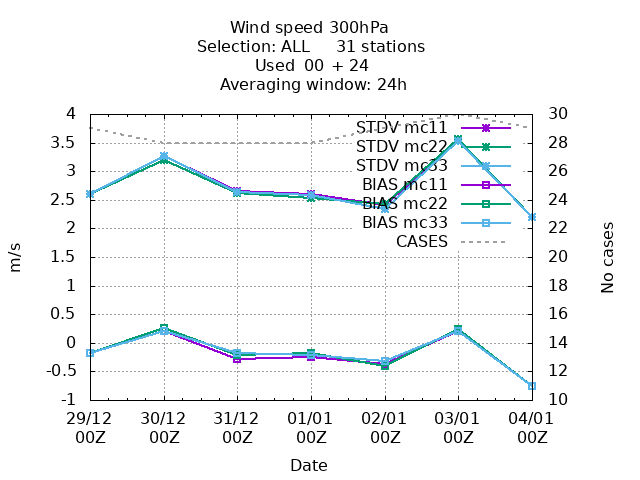 Wind speed 300hPa
Selection: ALL     31 stations
Used  00  + 24
Averaging window: 24h
4
3.5
3
2.5
2
1.5
1
0.5
0
-0.5
-1
m/s
STDV mc11
STDV mc22
STDV mc33
BIAS mc11
BIAS mc22
BIAS mc33
CASES
30
28
26
24
22
20
18
16
14
12
10
No cases
29/12 30/12 31/12 01/01 02/01 03/01 04/01
00Z 00Z 00Z 00Z 00Z 00Z 00Z
Date